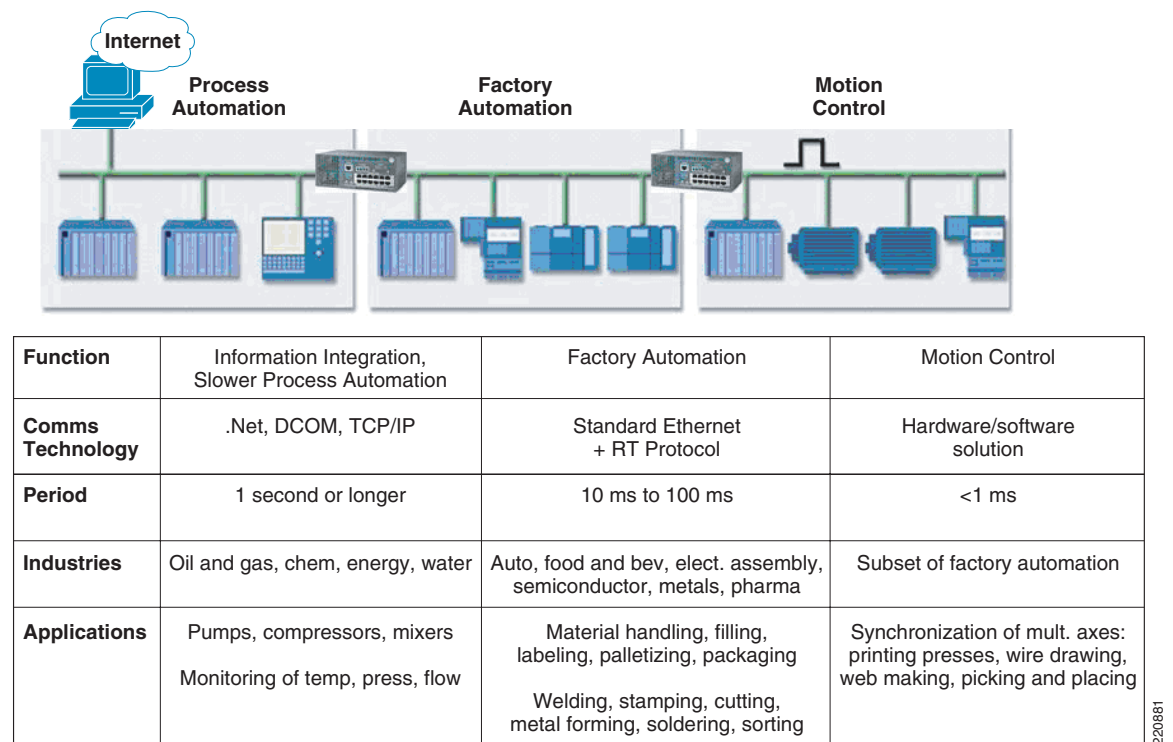 Internet
Process
Automation
Factory
Automation
Motion
Control
Function
Information Integration,
Slower Process Automation
Factory Automation
Motion Control
Comms
Technology
.Net, DCOM, TCP/IP
Standard Ethernet
+ RT Protocol
Hardware/software
solution
Period
1 second or longer
10 ms to 100 ms
<1 ms
Industries
Oil and gas, chem, energy, water
Auto, food and bev, elect. assembly,
semiconductor, metals, pharma
Subset of factory automation
Applications
Pumps, compressors, mixers
Monitoring of temp, press, flow
Material handling, filling,
labeling, palletizing, packaging
Welding, stamping, cutting,
metal forming, soldering, sorting
Synchronization of mult. axes:
printing presses, wire drawing,
web making, picking and placing
220881